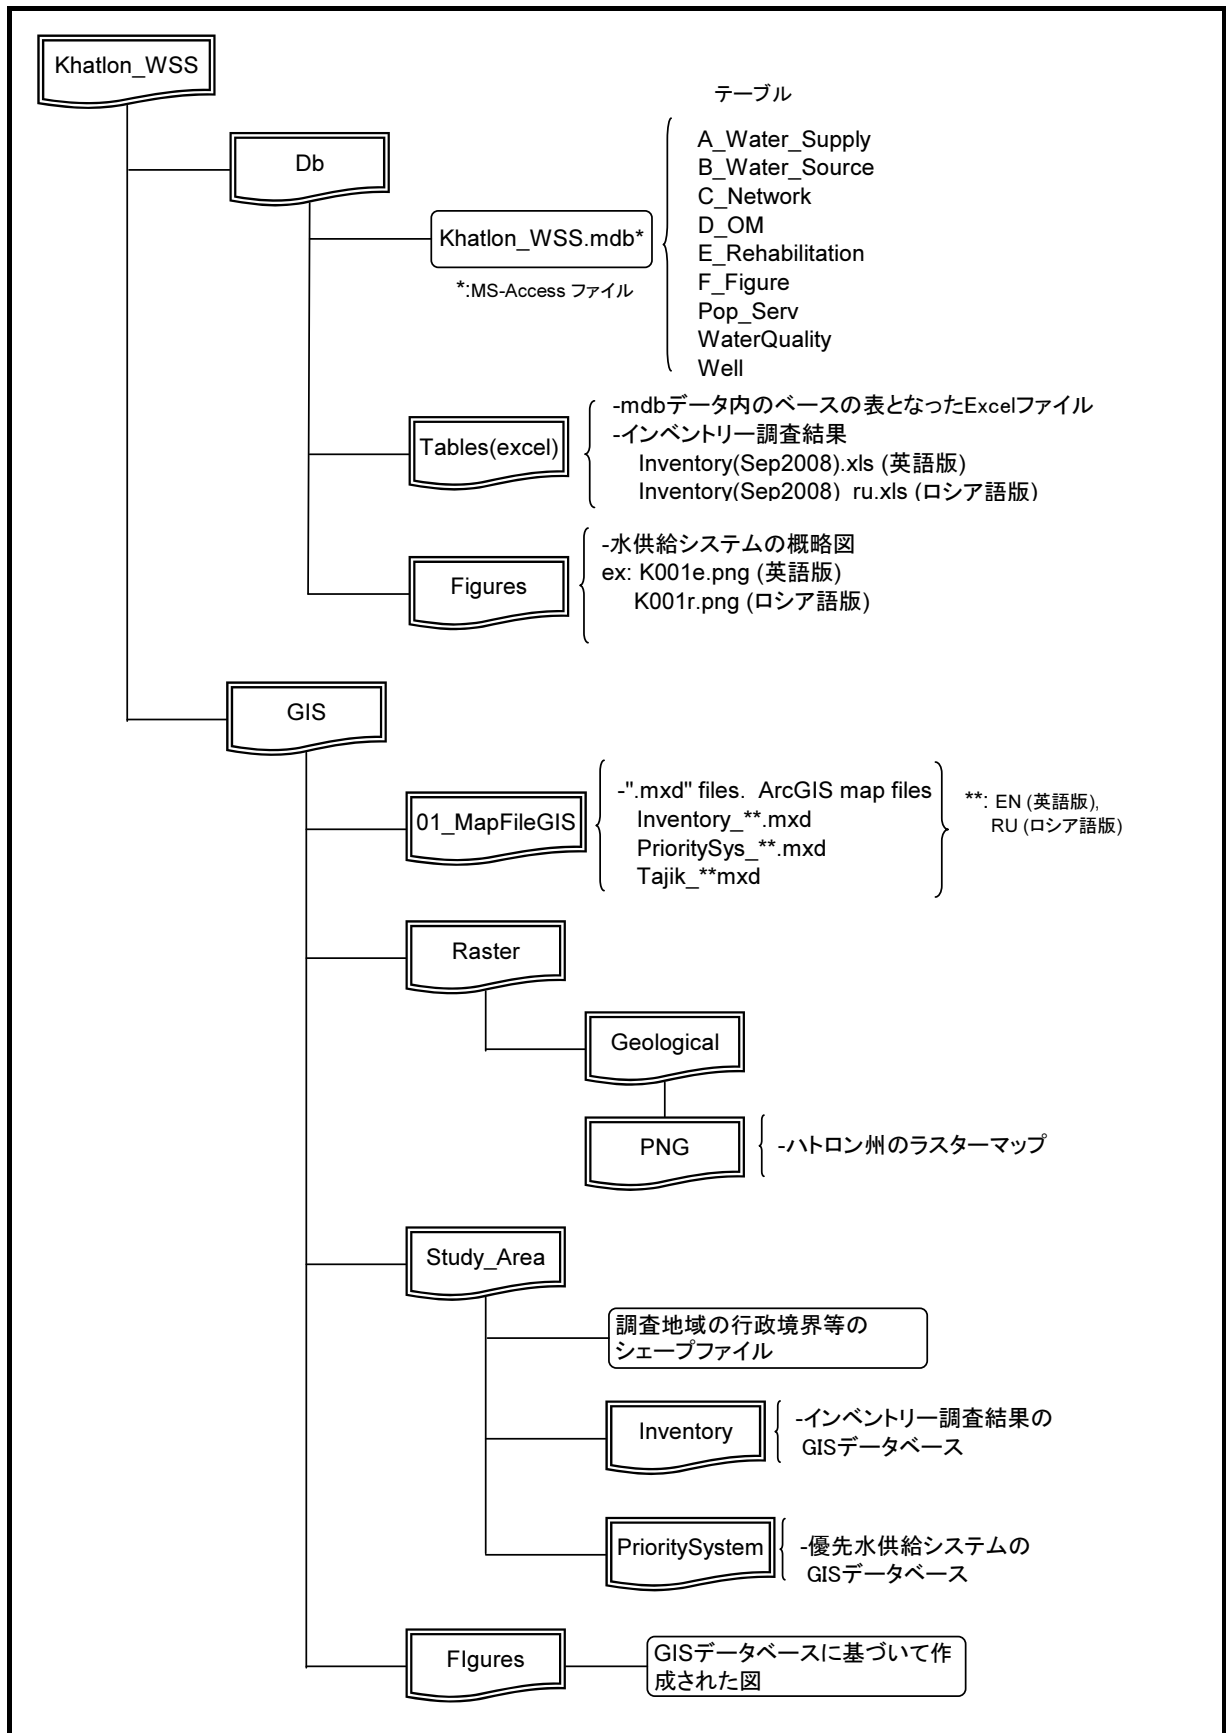 Khatlon_WSS
テーブル
Db
A_Water_Supply
B_Water_Source
C_Network
D_OM
E_Rehabilitation
F_Figure
Pop_Serv
WaterQuality
Well
Khatlon_WSS.mdb*
*:MS-Access ファイル
Tables(excel)
-mdbデータ内のベースの表となったExcelファイル
-インベントリー調査結果
Inventory(Sep2008).xls (英語版)
Inventory(Sep2008)_ru.xls (ロシア語版)
Figures
-水供給システムの概略図
ex: K001e.png (英語版)
K001r.png (ロシア語版)
GIS
01_MapFileGIS
-".mxd" files. ArcGIS map files
Inventory_**.mxd
PrioritySys_**.mxd
Tajik_**mxd
**: EN (英語版),
RU (ロシア語版)
Raster
Geological
PNG
-ハトロン州のラスターマップ
Study_Area
調査地域の行政境界等の
シェープファイル
Inventory
-インベントリー調査結果の
GISデータベース
PrioritySystem
-優先水供給システムの
GISデータベース
FIgures
GISデータベースに基づいて作
成された図